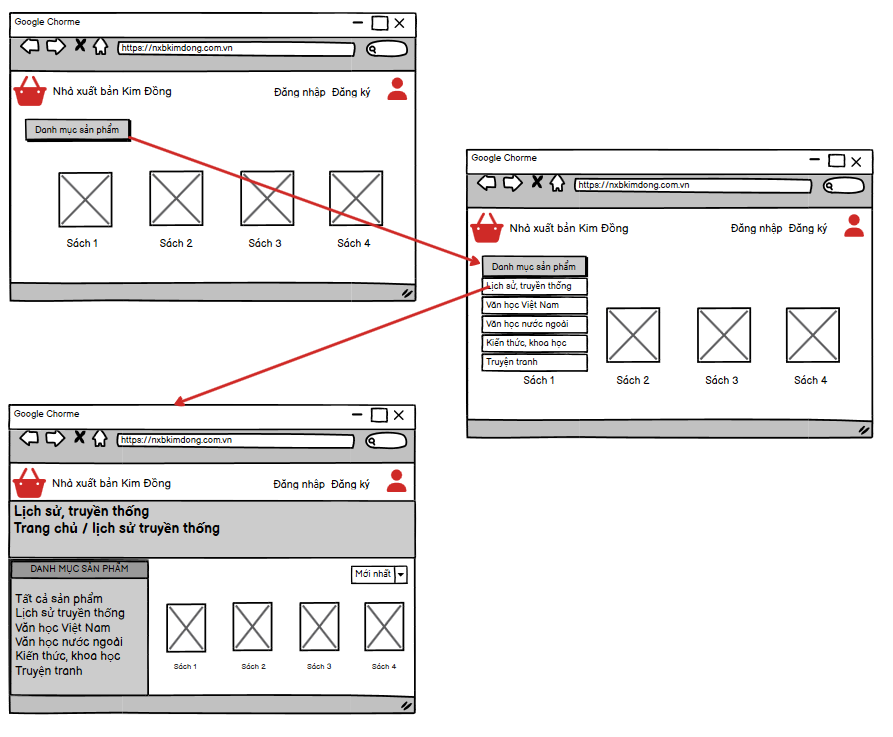 Google Chorme
https://nxbkimdong.com.vn
Nhà xuất bản Kim Đồng
Đăng nhập Đăng ký
Danh mục sản phẩm
Sách 1
Sách 2
Sách 3
Sách 4
Google Chorme
https://nxbkimdong.com.vn
Nhà xuất bản Kim Đồng
Đăng nhập Đăng ký
Danh mục sản phẩm
Lịch sử, truyền thống
Văn học Việt Nam
Văn học nước ngoài
Kiến thức, khoa học
Truyện tranh
Sách 1
Sách 2
Sách 3
Sách 4
Google Chorme
https://nxbkimdong.com.vn
Nhà xuất bản Kim Đồng
Đăng nhập Đăng ký
Lịch sử, truyền thống
Trang chủ / lịch sử truyền thống
DANH MỤC SẢN PHẨM
Tất cả sản phẩm
Lịch sử truyền thống
Văn học Việt Nam
Văn học nước ngoài
Kiến thức, khoa học
Truyện tranh
Mới nhất
Sách 1
Sách 2
Sách 3
Sách 4